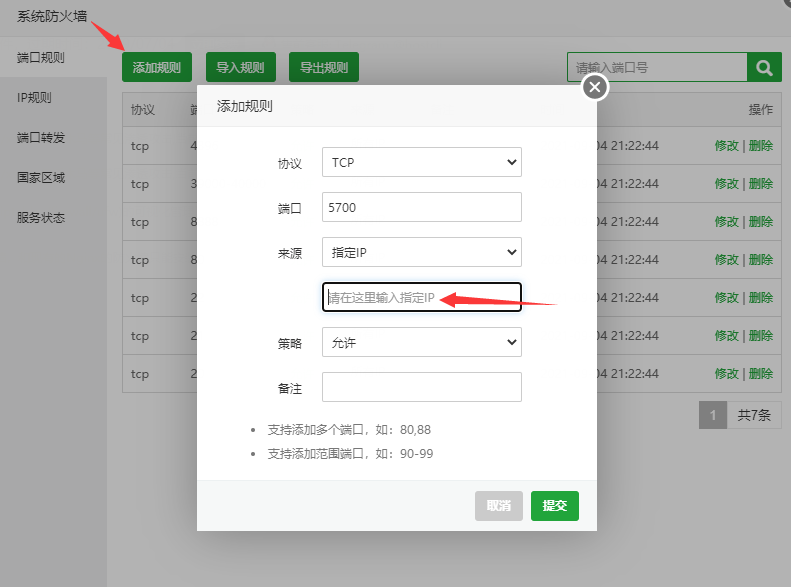 系统防火墙
端口规则
IP规则
端口转发
国家区域
服务状态
添加规则 导入规则 导出规则 请输入端口号
协议 操作
tcp 4 04 21:22:44 修改 | 删除
tcp 3 04 21:22:44 修改 | 删除
tcp 8 04 21:22:44 修改 | 删除
tcp 8 04 21:22:44 修改 | 删除
tcp 2 04 21:22:44 修改 | 删除
tcp 2 04 21:22:44 修改 | 删除
tcp 2 04 21:22:44 修改 | 删除
1 共7条
添加规则
协议 TCP
端口 5700
来源 指定IP
请在这里输入指定IP
策略 允许
备注
支持添加多个端口，如：80,88
支持添加范围端口，如：90-99
取消 提交